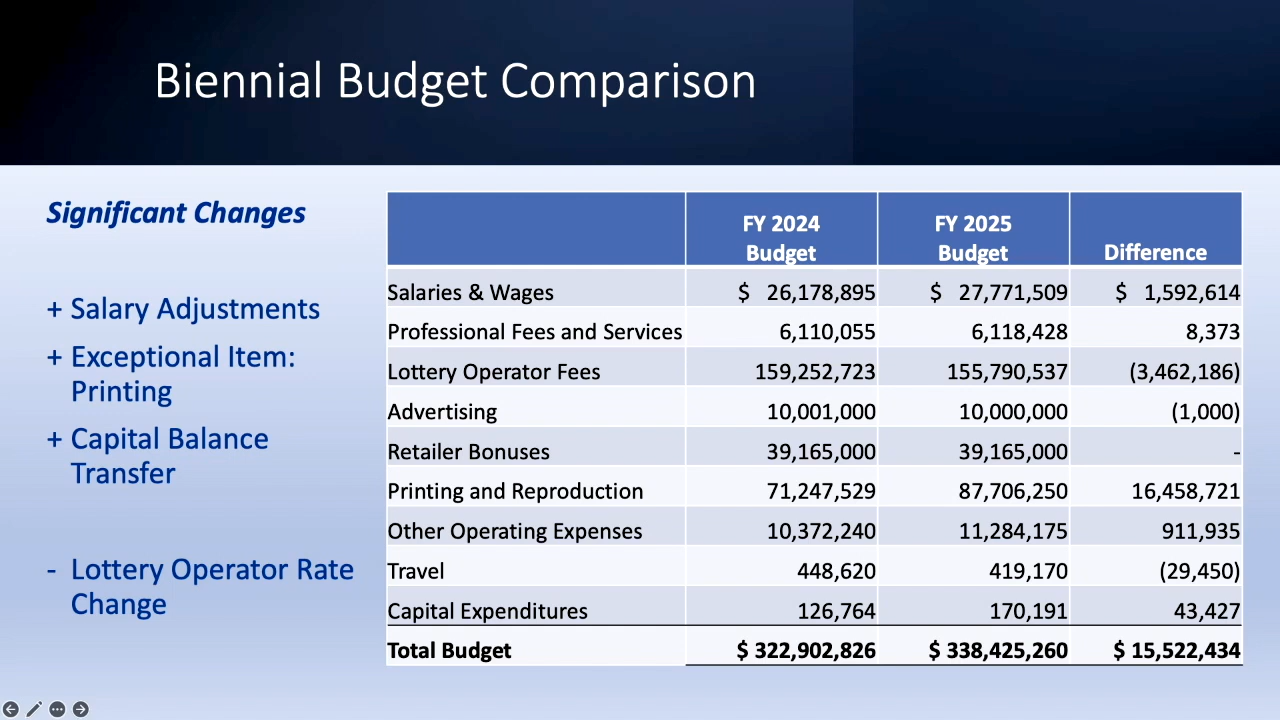 Biennial Budget Comparison
Significant Changes
+ Salary Adjustments
+ Exceptional Item:
Printing
+ Capital Balance
Transfer
- Lottery Operator Rate
Change
FY 2024 Budget FY 2025 Budget Difference
Salaries & Wages $ 26,178,895 $ 27,771,509 $ 1,592,614
Professional Fees and Services 6,110,055 6,118,428 8,373
Lottery Operator Fees 159,252,723 155,790,537 (3,462,186)
Advertising 10,001,000 10,000,000 (1,000)
Retailer Bonuses 39,165,000 39,165,000 -
Printing and Reproduction 71,247,529 87,706,250 16,458,721
Other Operating Expenses 10,372,240 11,284,175 911,935
Travel 448,620 419,170 (29,450)
Capital Expenditures 126,764 170,191 43,427
Total Budget $ 322,902,826 $ 338,425,260 $ 15,522,434